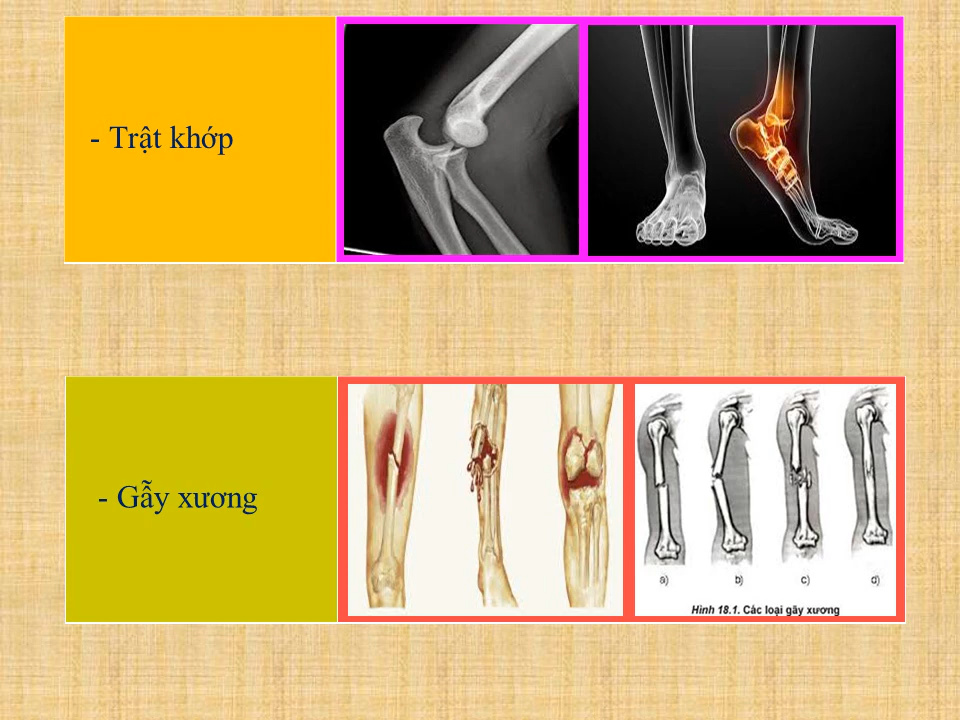 - Trật khớp
- Gẫy xương
a) b) c) d)
Hình 18.1. Các loại gãy xương